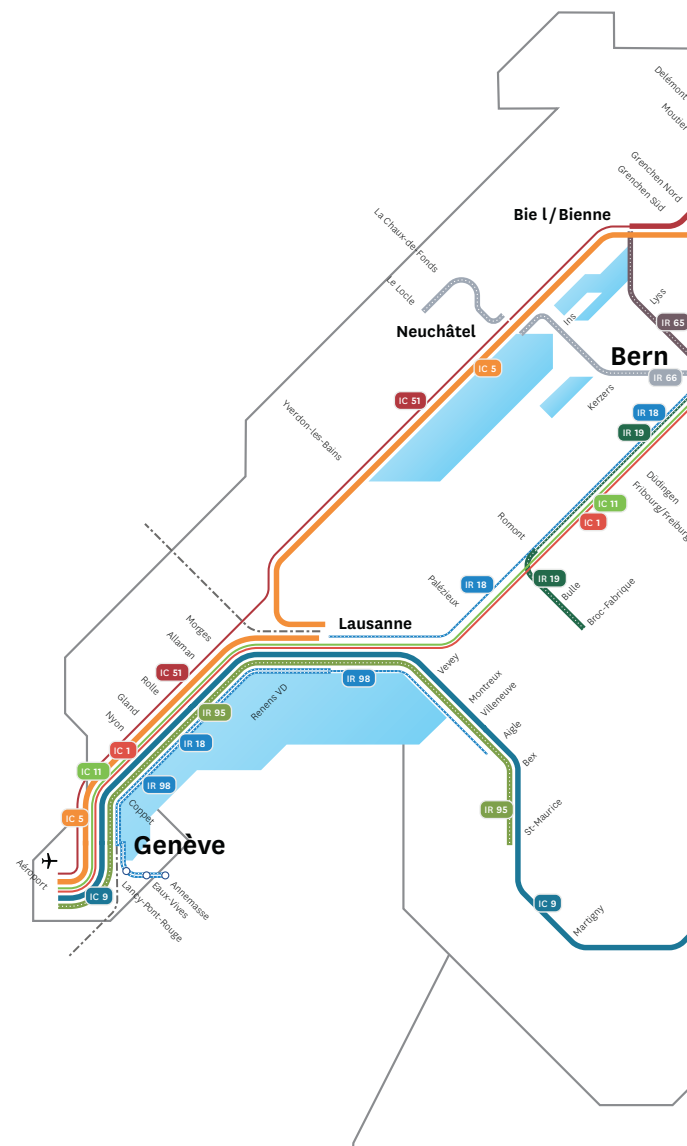 Delémont
Moutier
Grenchen Nord
Grenchen Süd
Bie l/Bienne
La Chaux-de-Fonds
Le Locle
Lyss
Ins
IR 65
Neuchâtel
Bern
IC 5
IR 66
IC 51
Kerzers
Yverdon-les-Bains
IR 18
IR 19
Düdingen
Fribourg/Freiburg
IC 11
IC 1
Romont
IR 18
IR 19
Palézieux
Bulle
Broc-Fabrique
Lausanne
Morges
Allaman
Rolle
Gland
Nyon
IC 51
Vevey
Montreux
Villeneuve
Aigle
Bex
IR 98
Renens VD
IR 95
IR 18
IC 1
IC 11
IR 98
Coppet
IC 5
IR 95
St-Maurice
Genève
Aéroport
IC 9
Annemasse
Eaux-Vives
Lancy-Pont-Rouge
IC 9
Martigny